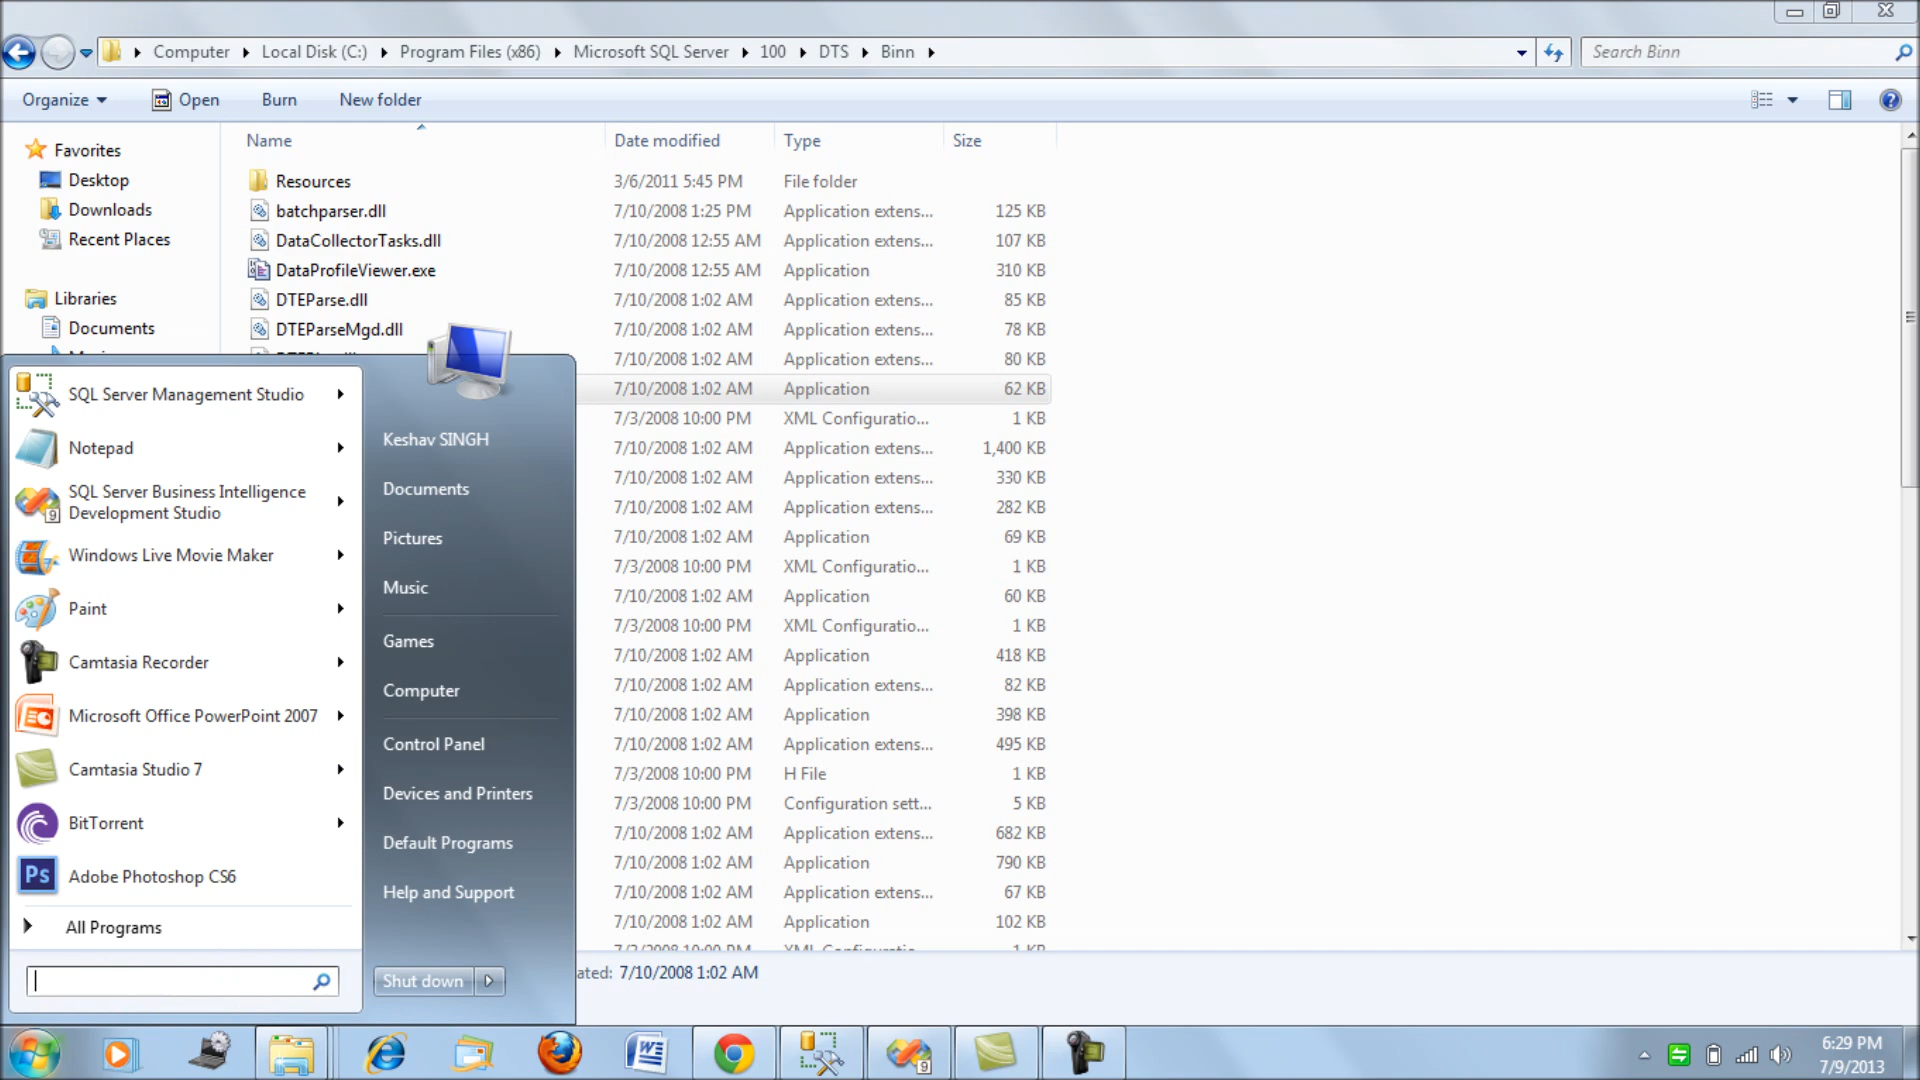 Computer Local Disk (C:) Program Files (x86) Microsoft SQL Server 100 DTS Binn Search Binn
Organize Open Burn New folder
Name Date modified Type Size
Favorites
Desktop
Downloads
Recent Places
Libraries
Documents
Resources 3/6/2011 5:45 PM File folder
batchparser.dll 7/10/2008 1:25 PM Application extens... 125 KB
DataCollectorTasks.dll 7/10/2008 12:55 AM Application extens... 107 KB
DataProfileViewer.exe 7/10/2008 12:55 AM Application 310 KB
DTEParse.dll 7/10/2008 1:02 AM Application extens... 85 KB
DTEParseMgd.dll 7/10/2008 1:02 AM Application extens... 78 KB
7/10/2008 1:02 AM Application extens... 80 KB
7/10/2008 1:02 AM Application 62 KB
7/3/2008 10:00 PM XML Configuratio... 1 KB
7/10/2008 1:02 AM Application extens... 1,400 KB
7/10/2008 1:02 AM Application extens... 330 KB
7/10/2008 1:02 AM Application extens... 282 KB
7/10/2008 1:02 AM Application 69 KB
7/3/2008 10:00 PM XML Configuratio... 1 KB
7/10/2008 1:02 AM Application 60 KB
7/3/2008 10:00 PM XML Configuratio... 1 KB
7/10/2008 1:02 AM Application 418 KB
7/10/2008 1:02 AM Application extens... 82 KB
7/10/2008 1:02 AM Application 398 KB
7/10/2008 1:02 AM Application extens... 495 KB
7/3/2008 10:00 PM H File 1 KB
7/3/2008 10:00 PM Configuration sett... 5 KB
7/10/2008 1:02 AM Application extens... 682 KB
7/10/2008 1:02 AM Application 790 KB
7/10/2008 1:02 AM Application extens... 67 KB
7/10/2008 1:02 AM Application 102 KB
7/3/2008 10:00 PM XML Configuratio... 1 KB
ated: 7/10/2008 1:02 AM
SQL Server Management Studio
Notepad
SQL Server Business Intelligence
Development Studio
9
Windows Live Movie Maker
Paint
Camtasia Recorder
Microsoft Office PowerPoint 2007
Camtasia Studio 7
BitTorrent
Ps Adobe Photoshop CS6
All Programs
Keshav SINGH
Documents
Pictures
Music
Games
Computer
Control Panel
Devices and Printers
Default Programs
Help and Support
Shut down
9
6:29 PM
7/9/2013